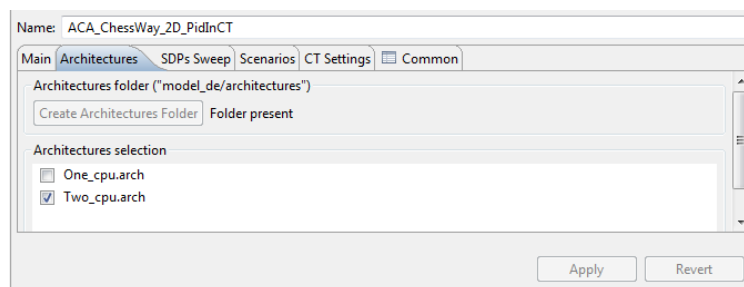 Name: ACA_ChessWay_2D_PidInCT
Main Architectures SDPs Sweep Scenarios CT Settings Common
Architectures folder ("model_de/architectures")
Create Architectures Folder Folder present
Architectures selection
One_cpu.arch
Two_cpu.arch
Apply Revert